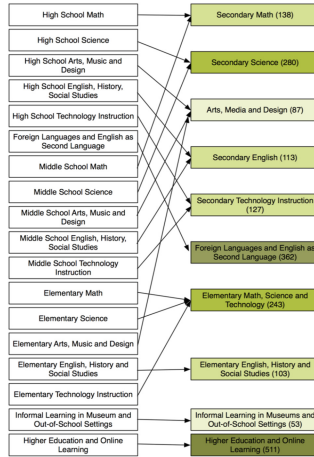 High School Math
High School Science
High School Arts, Music and
Design
High School English, History,
Social Studies
High School Technology Instruction
Foreign Languages and English as
Second Language
Middle School Math
Middle School Science
Middle School Arts, Music and
Design
Middle School English, History,
Social Studies
Middle School Technology
Instruction
Elementary Math
Elementary Science
Elementary Arts, Music and Design
Elementary English, History and
Social Studies
Elementary Technology Instruction
Informal Learning in Museum and
Out-of-School Settings
Higher Education and Online
Learning
Secondary Math (138)
Secondary Science (280)
Arts, Media and Design (87)
Secondary English (113)
Secondary Technology Instruction
(127)
Foreign Languages and English as
Second Language (362)
Elementary Math, Science and
Technology (243)
Elementary English, History and
Social Studies (103)
Informal Learning in Museums and
Out-of-School Settings (53)
Higher Education and Online
Learning (511)